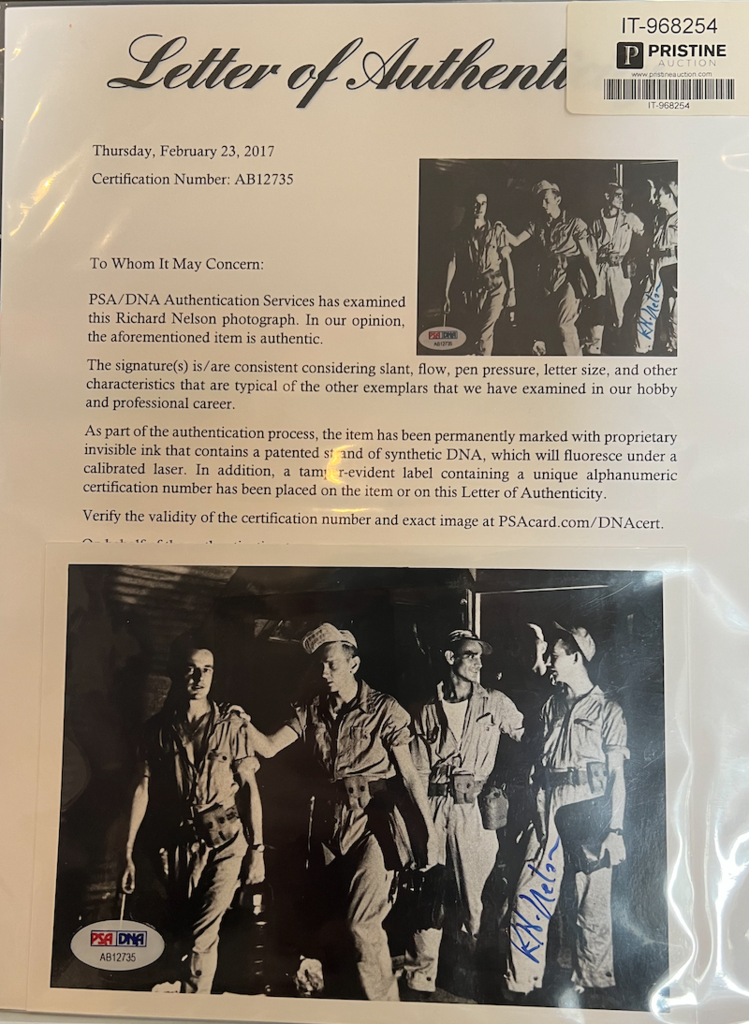 Letter of Authenti
IT-968254
P PRISTINE
AUCTION
www.pristineauction.com
IT-968254
Thursday, February 23, 2017
Certification Number: AB12735
To Whom It May Concern:
PSA/DNA Authentication Services has examined
this Richard Nelson photograph. In our opinion,
the aforementioned item is authentic.
PSA DNA
AB12735
R.N. Nelson
The signature(s) is/are consistent considering slant, flow, pen pressure, letter size, and other
characteristics that are typical of the other exemplars that we have examined in our hobby
and professional career.
As part of the authentication process, the item has been permanently marked with proprietary
invisible ink that contains a patented strand of synthetic DNA, which will fluoresce under a
calibrated laser. In addition, a tamper-evident label containing a unique alphanumeric
certification number has been placed on the item or on this Letter of Authenticity.
Verify the validity of the certification number and exact image at PSAcard.com/DNAcert.
PSA DNA
AB12735
R.N. Nelson